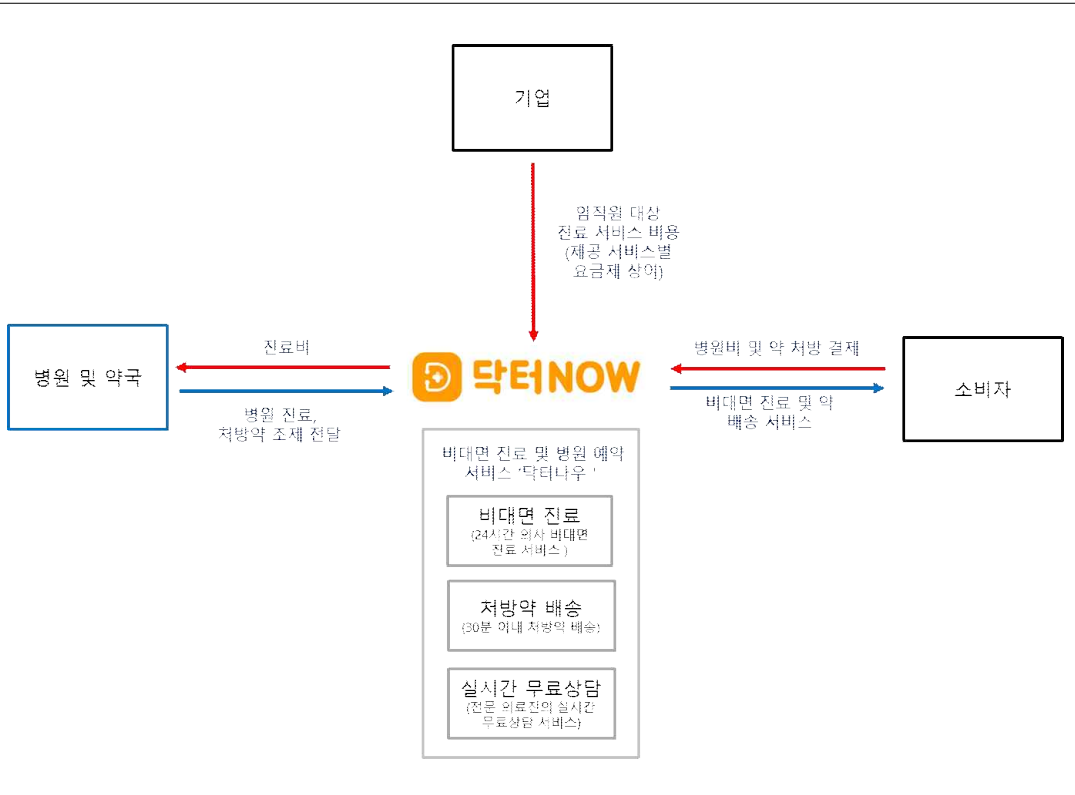 기업
임직원 대상
진료 서비스 비용
(제공 서비스별
요금제 상이)
병원 및 약국
진료비
병원 진료,
처방약 조제 전달
닥터NOW
병원비 및 약 처방 결제
비대면 진료 및 약
배송 서비스
소비자
비대면 진료 및 병원 예약
서비스 '닥터나우 '
비대면 진료
(24시간 의사 비대면
진료 서비스 )
처방약 배송
(30분 이내 처방약 배송)
실시간 무료상담
(전문 의료진의 실시간
무료상담 서비스)